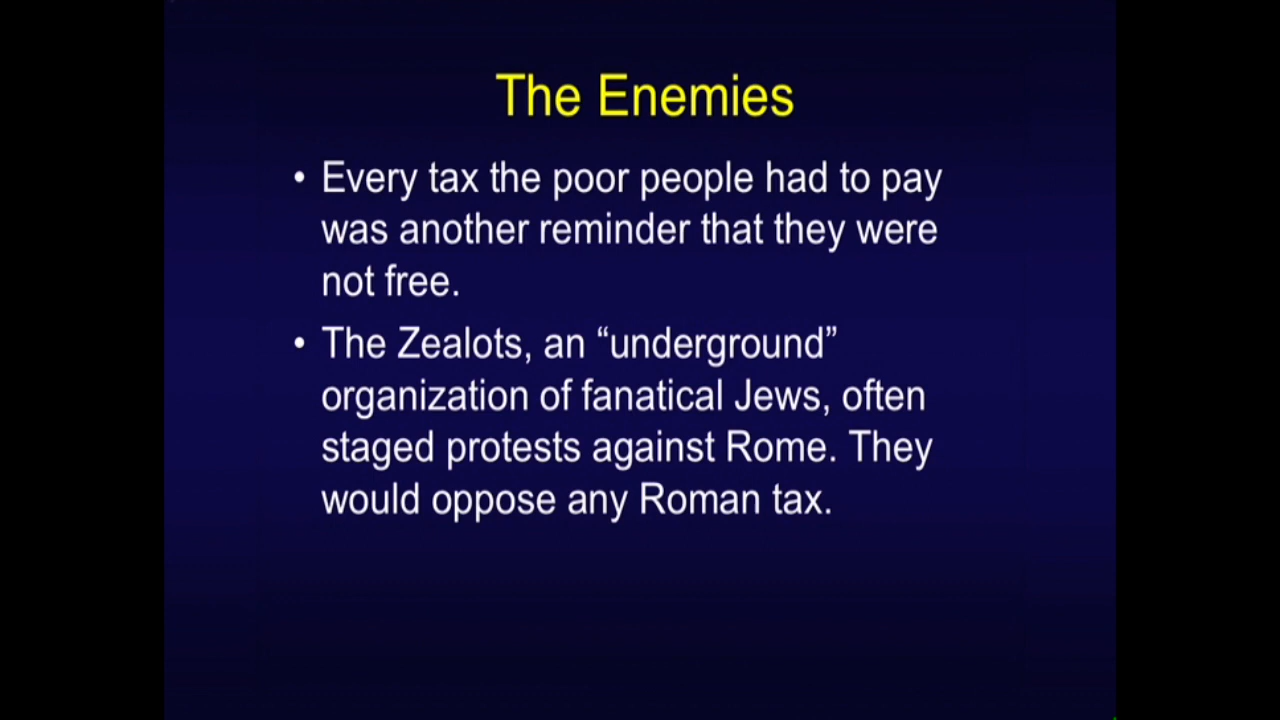 The Enemies
• Every tax the poor people had to pay
was another reminder that they were
not free.
• The Zealots, an “underground”
organization of fanatical Jews, often
staged protests against Rome. They
would oppose any Roman tax.